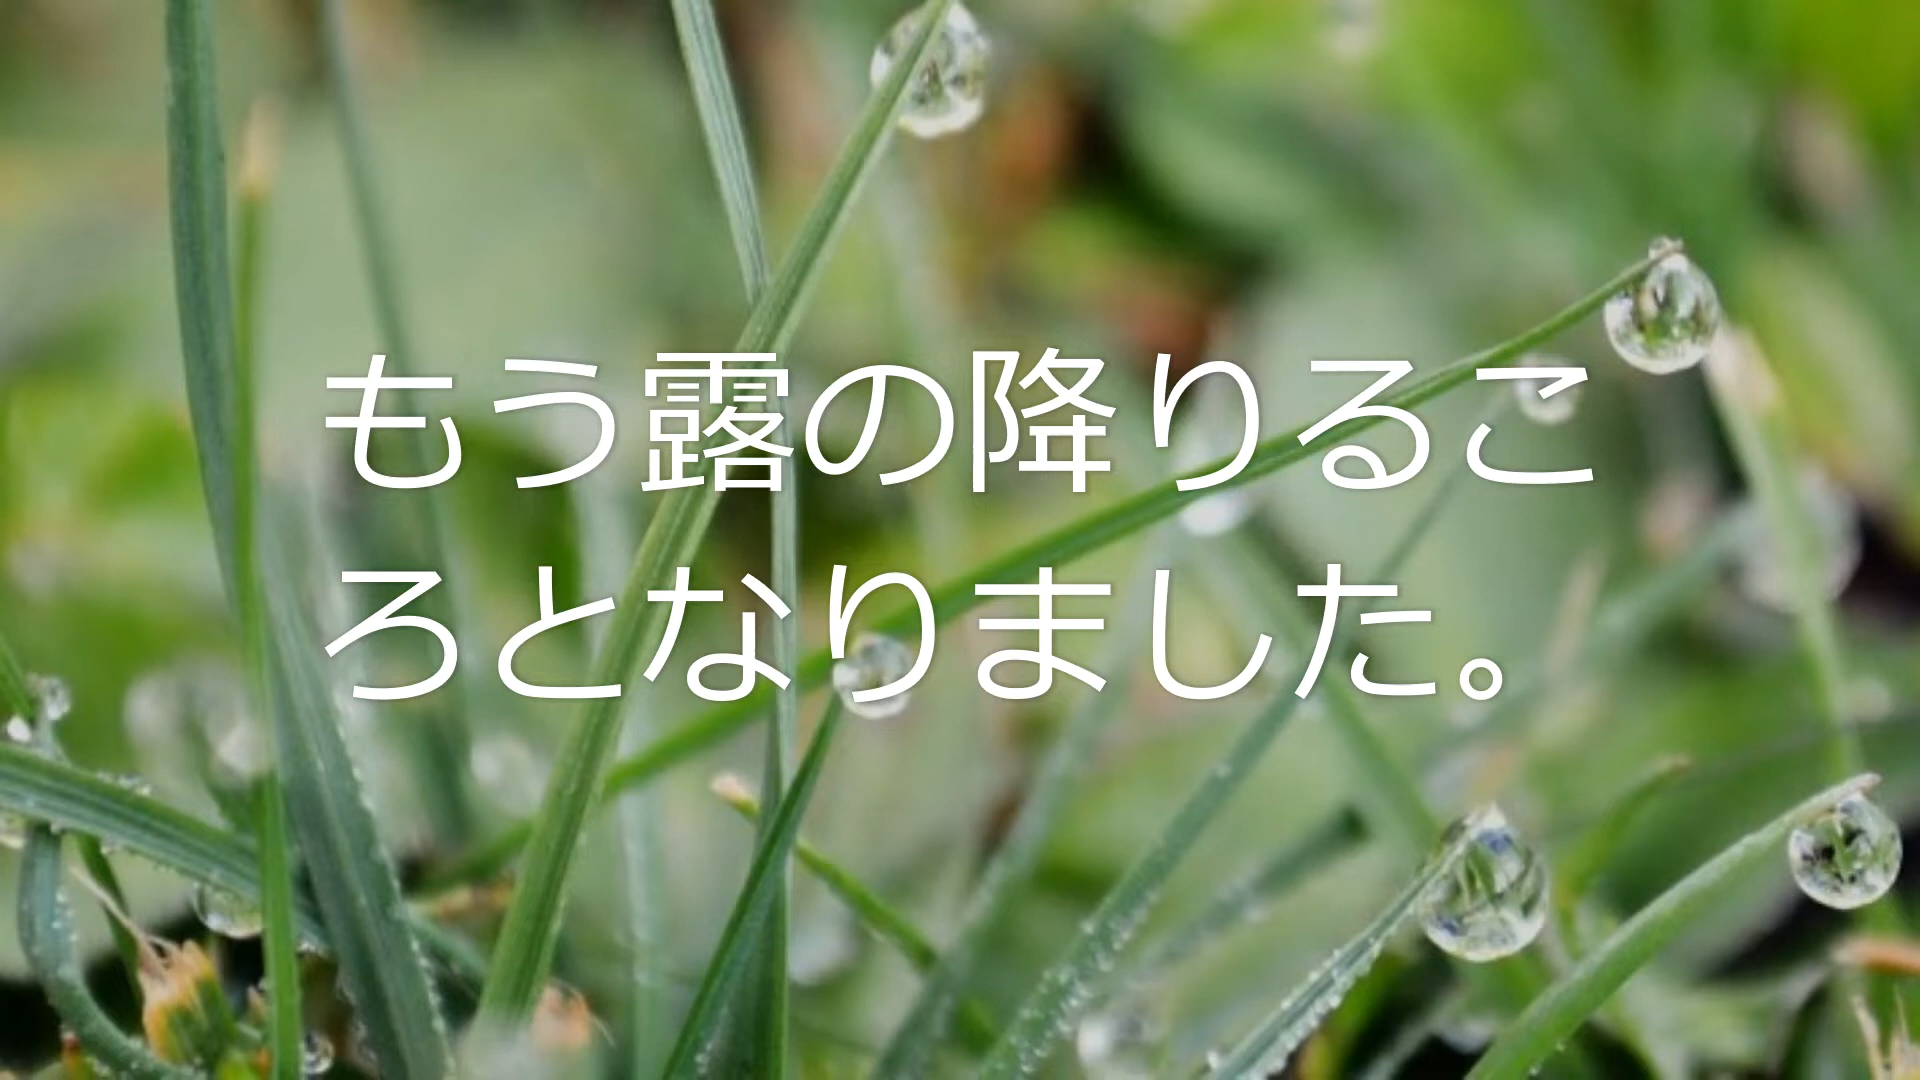 もう露の降りるこ
ろとなりました。